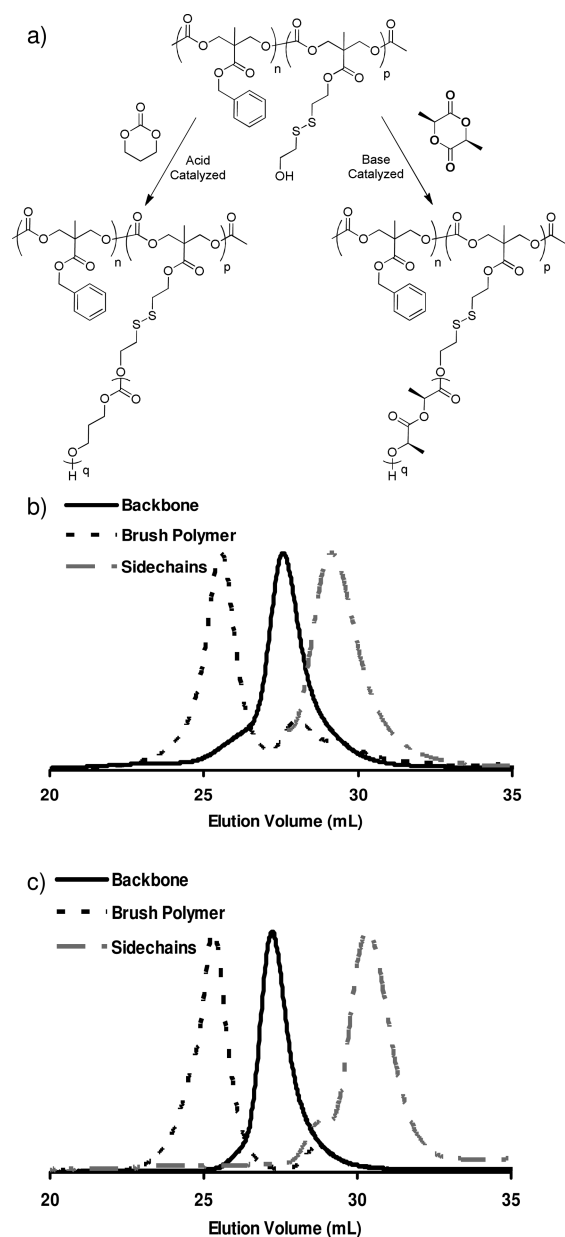 a)
O O O O O O
n p
O O O O
O
O O O
S
S
OH
Acid
Catalyzed
Base
Catalyzed
O
O
O
O
O O O O O O
n p
O O O O
O O
S
S
O
O
O
O
H q
O O O O O O
n p
O O O O
O O
S
S
O
O
O
O
O
H q
b)
Backbone
Brush Polymer
Sidechains
20 25 30 35
Elution Volume (mL)
c)
Backbone
Brush Polymer
Sidechains
20 25 30 35
Elution Volume (mL)